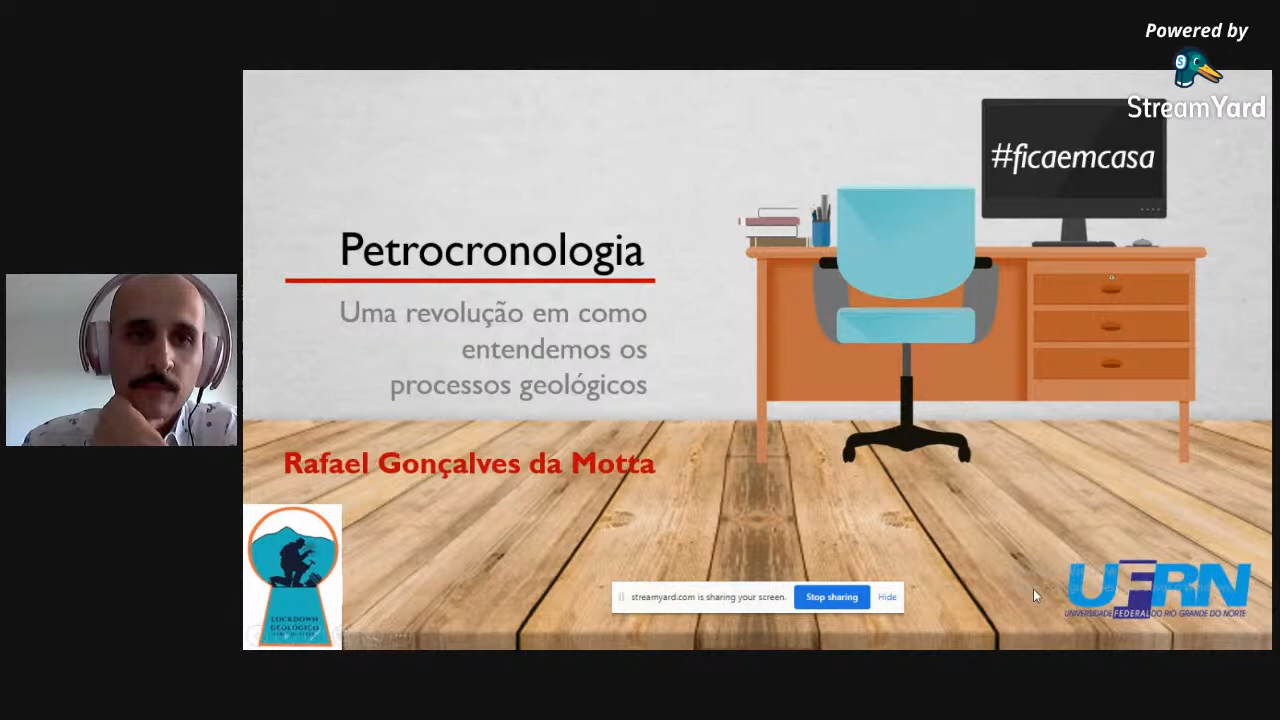 Powered by
StreamYard
#ficaemcasa
Petrocronologia
Uma revolução em como
entendemos os
processos geológicos
Rafael Gonçalves da Motta
LOCKDOWN
GEOLÓGICO
streamyard.com is sharing your screen.
Stop sharing
Hide
UFRN
UNIVERSIDADE FEDERAL DO RIO GRANDE DO NORTE